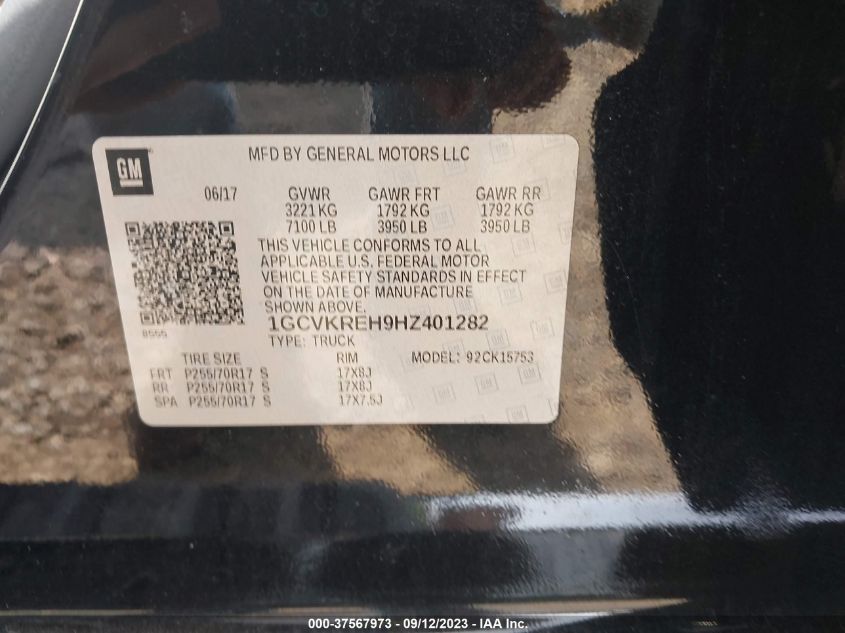 GM
MFD BY GENERAL MOTORS LLC
06/17 GVWR GAWR FRT GAWR RR
3221 KG 1792 KG 1792 KG
7100 LB 3950 LB 3950 LB
THIS VEHICLE CONFORMS TO ALL
APPLICABLE U.S. FEDERAL MOTOR
VEHICLE SAFETY STANDARDS IN EFFECT
ON THE DATE OF MANUFACTURE
SHOWN ABOVE.
8555
1GCVKREH9HZ401282
TYPE: TRUCK
TIRE SIZE RIM MODEL: 92CK15753
FRT P255/70R17 S 17X8J
RR P255/70R17 S 17X8J
SPA P255/70R17 S 17X7.5J
000-37567973 - 09/12/2023 - IAA Inc.